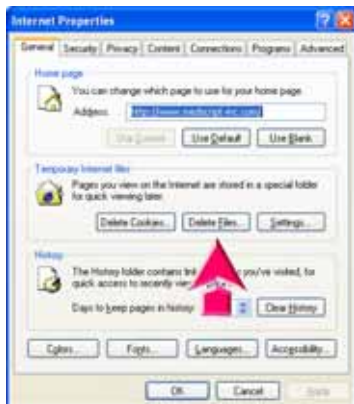 Internet Properties
General Security Privacy Content Connections Programs Advanced
Home page
You can change which page to use for your home page.
Address:
Use Current Use Default Use Blank
Temporary Internet files
Pages you view on the Internet are stored in a special folder
for quick viewing later.
Delete Cookies... Delete Files... Settings...
History
The History folder contains you've visited, for
quick access to recently
Days to keep pages in history: Clear History
Colors... Fonts... Languages... Accessibility...
OK Cancel Apply